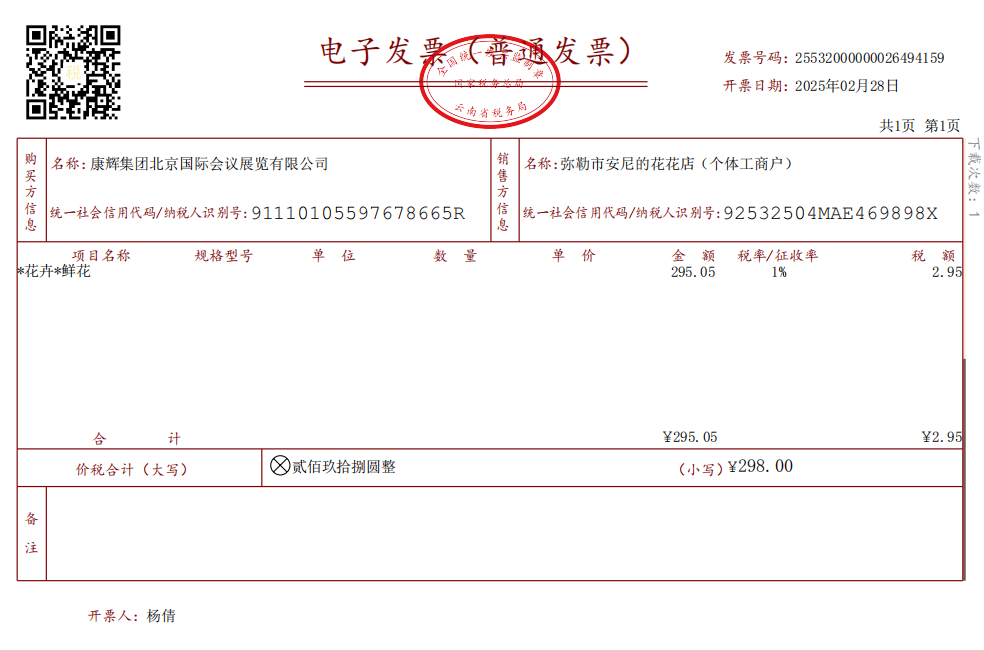 电子发票（普通发票）
全国统一发票监制章
国家税务总局
云南省税务局
税
发票号码：25532000000026494159
开票日期：2025年02月28日
共1页 第1页
下载次数：1
购买方信息
名称：康辉集团北京国际会议展览有限公司
统一社会信用代码/纳税人识别号：91110105597678665R
销售方信息
名称：弥勒市安尼的花花店（个体工商户）
统一社会信用代码/纳税人识别号：92532504MAE469898X
项目名称 规格型号 单 位 数 量 单 价 金 额 税率/征收率 税 额
*花卉*鲜花 295.05 1% 2.95
合 计 ¥295.05 ¥2.95
价税合计（大写） ⊗贰佰玖拾捌圆整 （小写）¥298.00
备注
开票人：杨倩